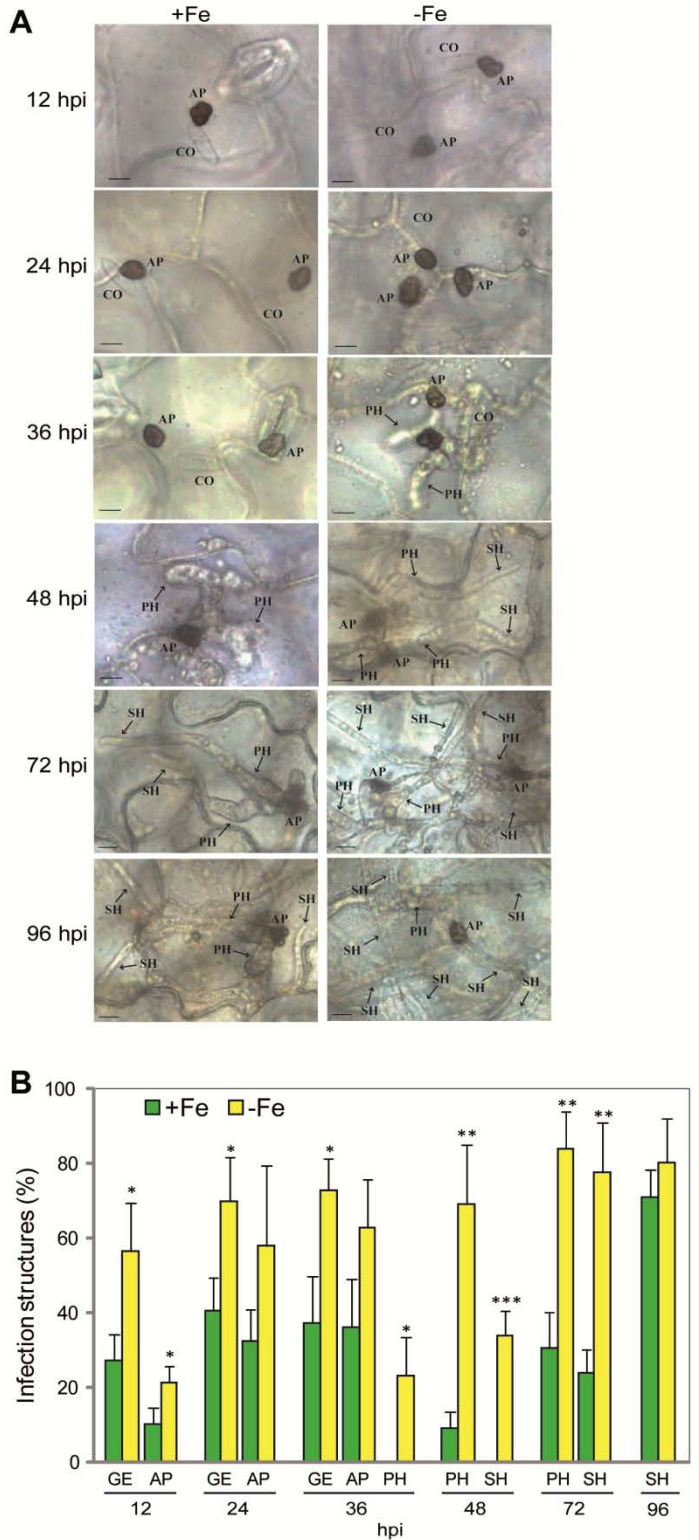 A
+Fe -Fe
12 hpi
AP
CO
CO
AP
CO
AP
24 hpi
AP
CO
AP
CO
CO
AP
AP
AP
36 hpi
AP
AP
CO
AP
PH
CO
PH
48 hpi
PH
PH
AP
PH
SH
AP
SH
PH
AP
PH
72 hpi
SH
SH
PH
AP
PH
SH
SH
SH
PH
AP
AP
PH
PH
SH
96 hpi
SH
PH
AP
SH
PH
SH
SH
PH
AP
SH
SH
SH
SH
SH
SH
B
Infection structures (%)
100
80
60
40
20
0
+Fe -Fe
* * * * * ** *** ** **
GE AP GE AP GE AP PH PH SH PH SH SH
12 24 36 48 72 96
hpi